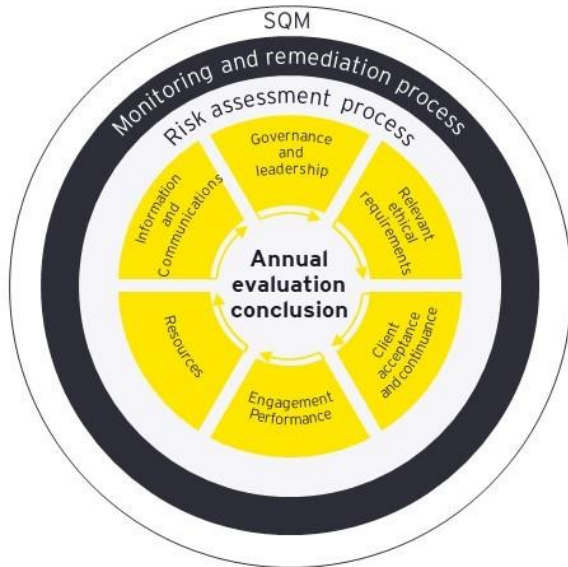 SQM
Monitoring and remediation process
Risk assessment process
Governance
and
leadership
Relevant
ethical
requirements
Client
acceptance
and continuance
Engagement
Performance
Resources
Information
and
Communications
Annual
evaluation
conclusion